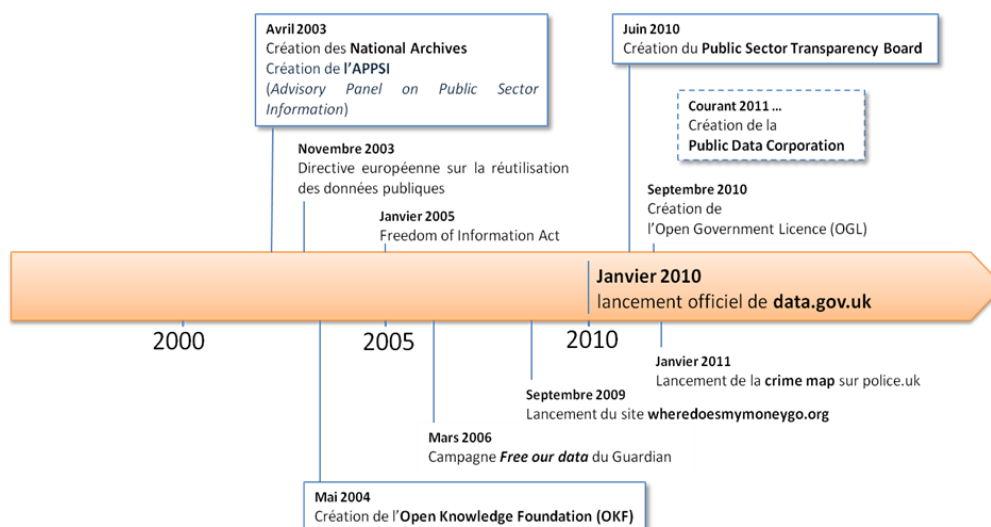 Avril 2003
Création des National Archives
Création de l'APPSI
(Advisory Panel on Public Sector
Information)
Juin 2010
Création du Public Sector Transparency Board
Courant 2011 ...
Création de la
Public Data Corporation
Novembre 2003
Directive européenne sur la réutilisation
des données publiques
Septembre 2010
Création de
l'Open Government Licence (OGL)
Janvier 2005
Freedom of Information Act
Janvier 2010
lancement officiel de data.gov.uk
2000
2005
2010
Janvier 2011
Lancement de la crime map sur police.uk
Septembre 2009
Lancement du site wheredoesmymoneygo.org
Mars 2006
Campagne Free our data du Guardian
Mai 2004
Création de l'Open Knowledge Foundation (OKF)